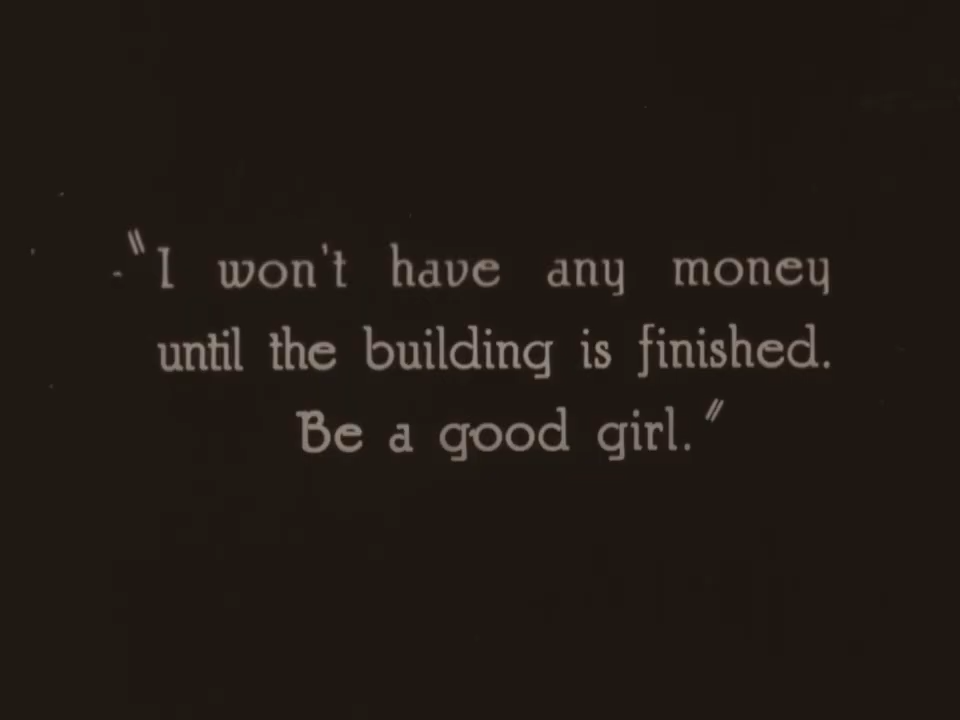 "I won't have any money
until the building is finished.
Be a good girl."